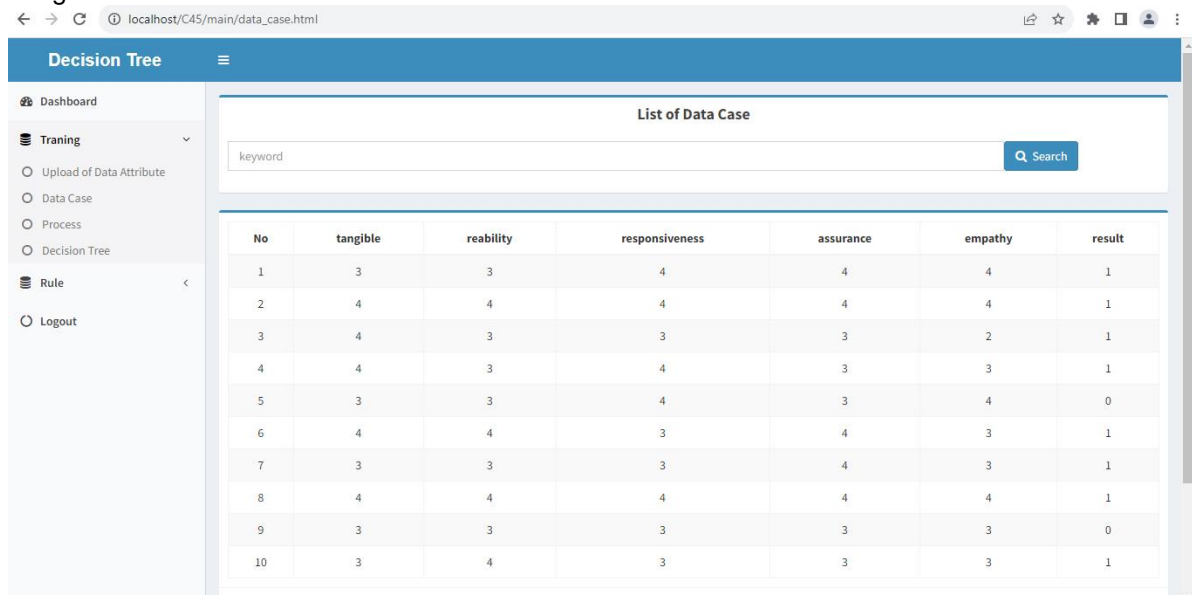 localhost/C45/main/data_case.html
Decision Tree
Dashboard
Traning
Upload of Data Attribute
Data Case
Process
Decision Tree
Rule
Logout
List of Data Case
keyword
Search
No tangible reability responsiveness assurance empathy result
1 3 3 4 4 4 1
2 4 4 4 4 4 1
3 4 3 3 3 2 1
4 4 3 4 3 3 1
5 3 3 4 3 4 0
6 4 4 3 4 3 1
7 3 3 3 4 3 1
8 4 4 4 4 4 1
9 3 3 3 3 3 0
10 3 4 3 3 3 1